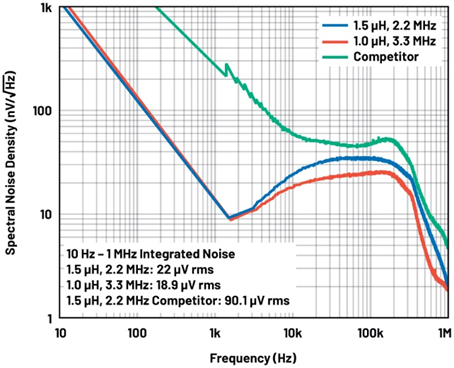 1k
1.5 µH, 2.2 MHz
1.0 µH, 3.3 MHz
Competitor
100
10
1
Spectral Noise Density (nV/√Hz)
10 Hz – 1 MHz Integrated Noise
1.5 µH, 2.2 MHz: 22 µV rms
1.0 µH, 3.3 MHz: 18.9 µV rms
1.5 µH, 2.2 MHz Competitor: 90.1 µV rms
10 100 1k 10k 100k 1M
Frequency (Hz)